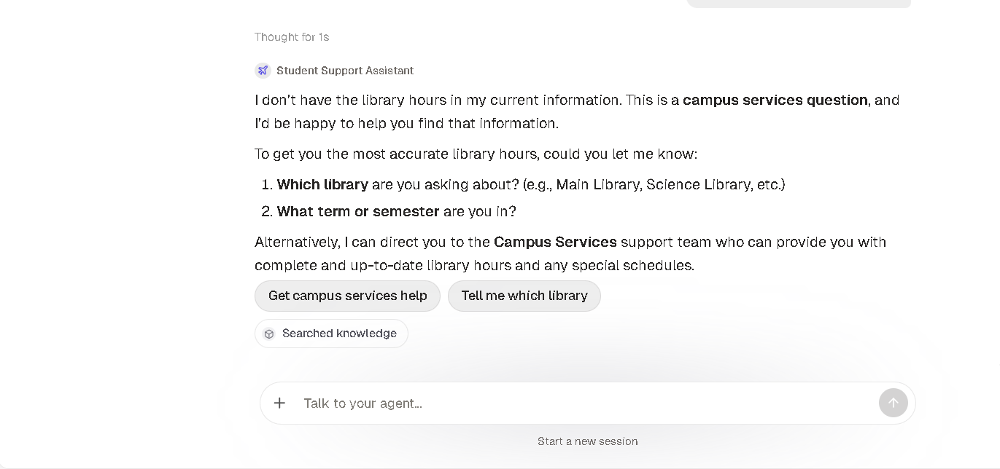 Thought for 1s
Student Support Assistant
I don't have the library hours in my current information. This is a campus services question, and
I'd be happy to help you find that information.
To get you the most accurate library hours, could you let me know:
1. Which library are you asking about? (e.g., Main Library, Science Library, etc.)
2. What term or semester are you in?
Alternatively, I can direct you to the Campus Services support team who can provide you with
complete and up-to-date library hours and any special schedules.
Get campus services help
Tell me which library
Searched knowledge
Talk to your agent...
Start a new session